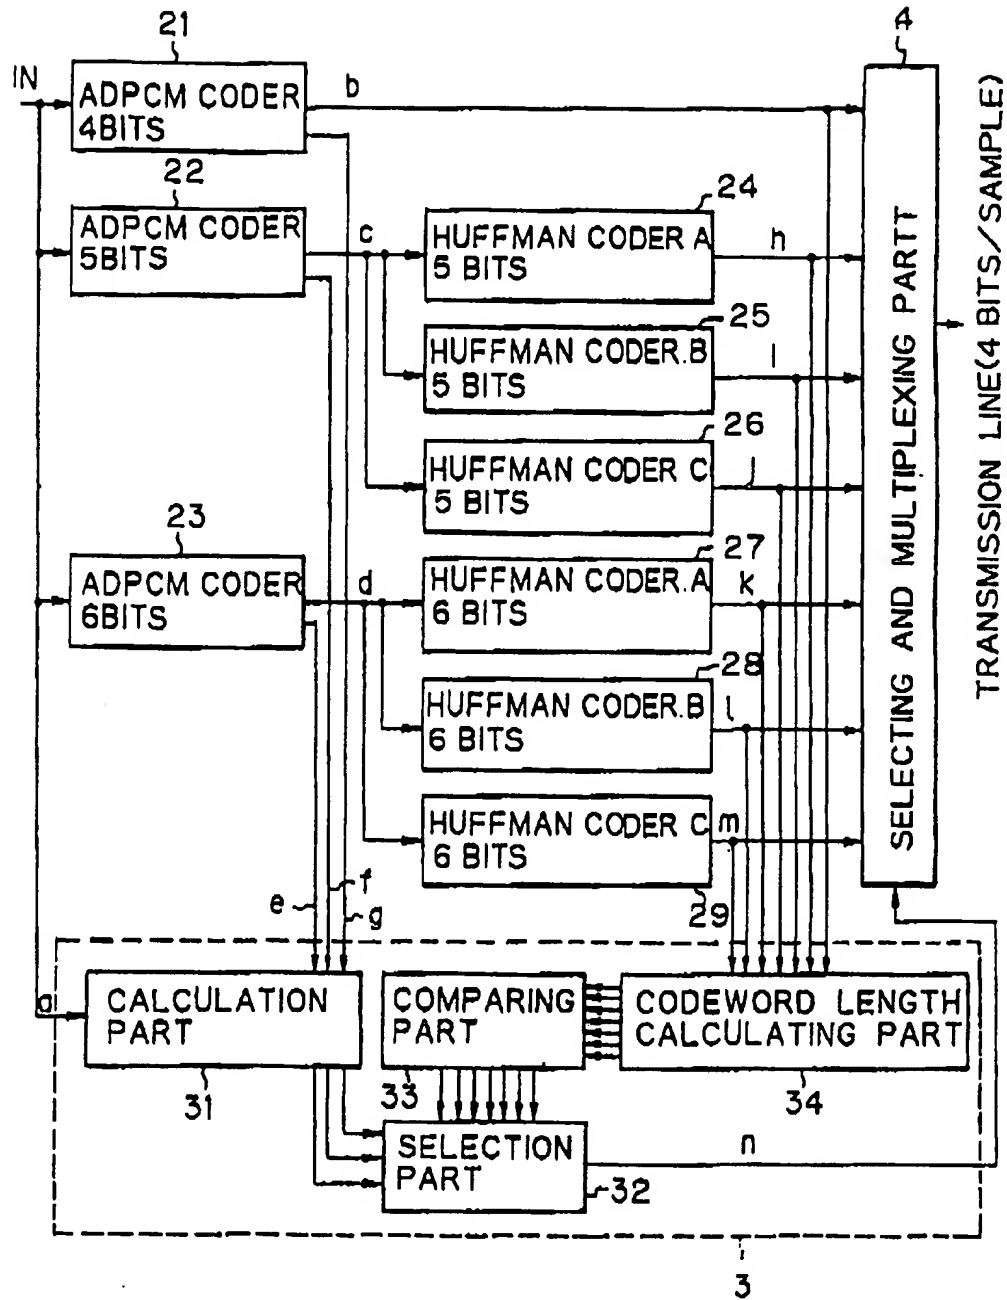 21
4
IN
ADPCM CODER
4BITS
b
22
ADPCM CODER
5BITS
c
24
HUFFMAN CODER A
5 BITS
h
25
HUFFMAN CODER.B
5 BITS
i
26
HUFFMAN CODER C
5 BITS
j
23
ADPCM CODER
6BITS
d
27
HUFFMAN CODER.A
6 BITS
k
28
HUFFMAN CODER.B
6 BITS
l
HUFFMAN CODER C
6 BITS
m
29
SELECTING AND MULTIPLEXING PARTT
TRANSMISSION LINE(4 BITS/SAMPLE)
e
f
g
a
CALCULATION
PART
31
COMPARING
PART
33
CODEWORD LENGTH
CALCULATING PART
34
SELECTION
PART
32
n
3